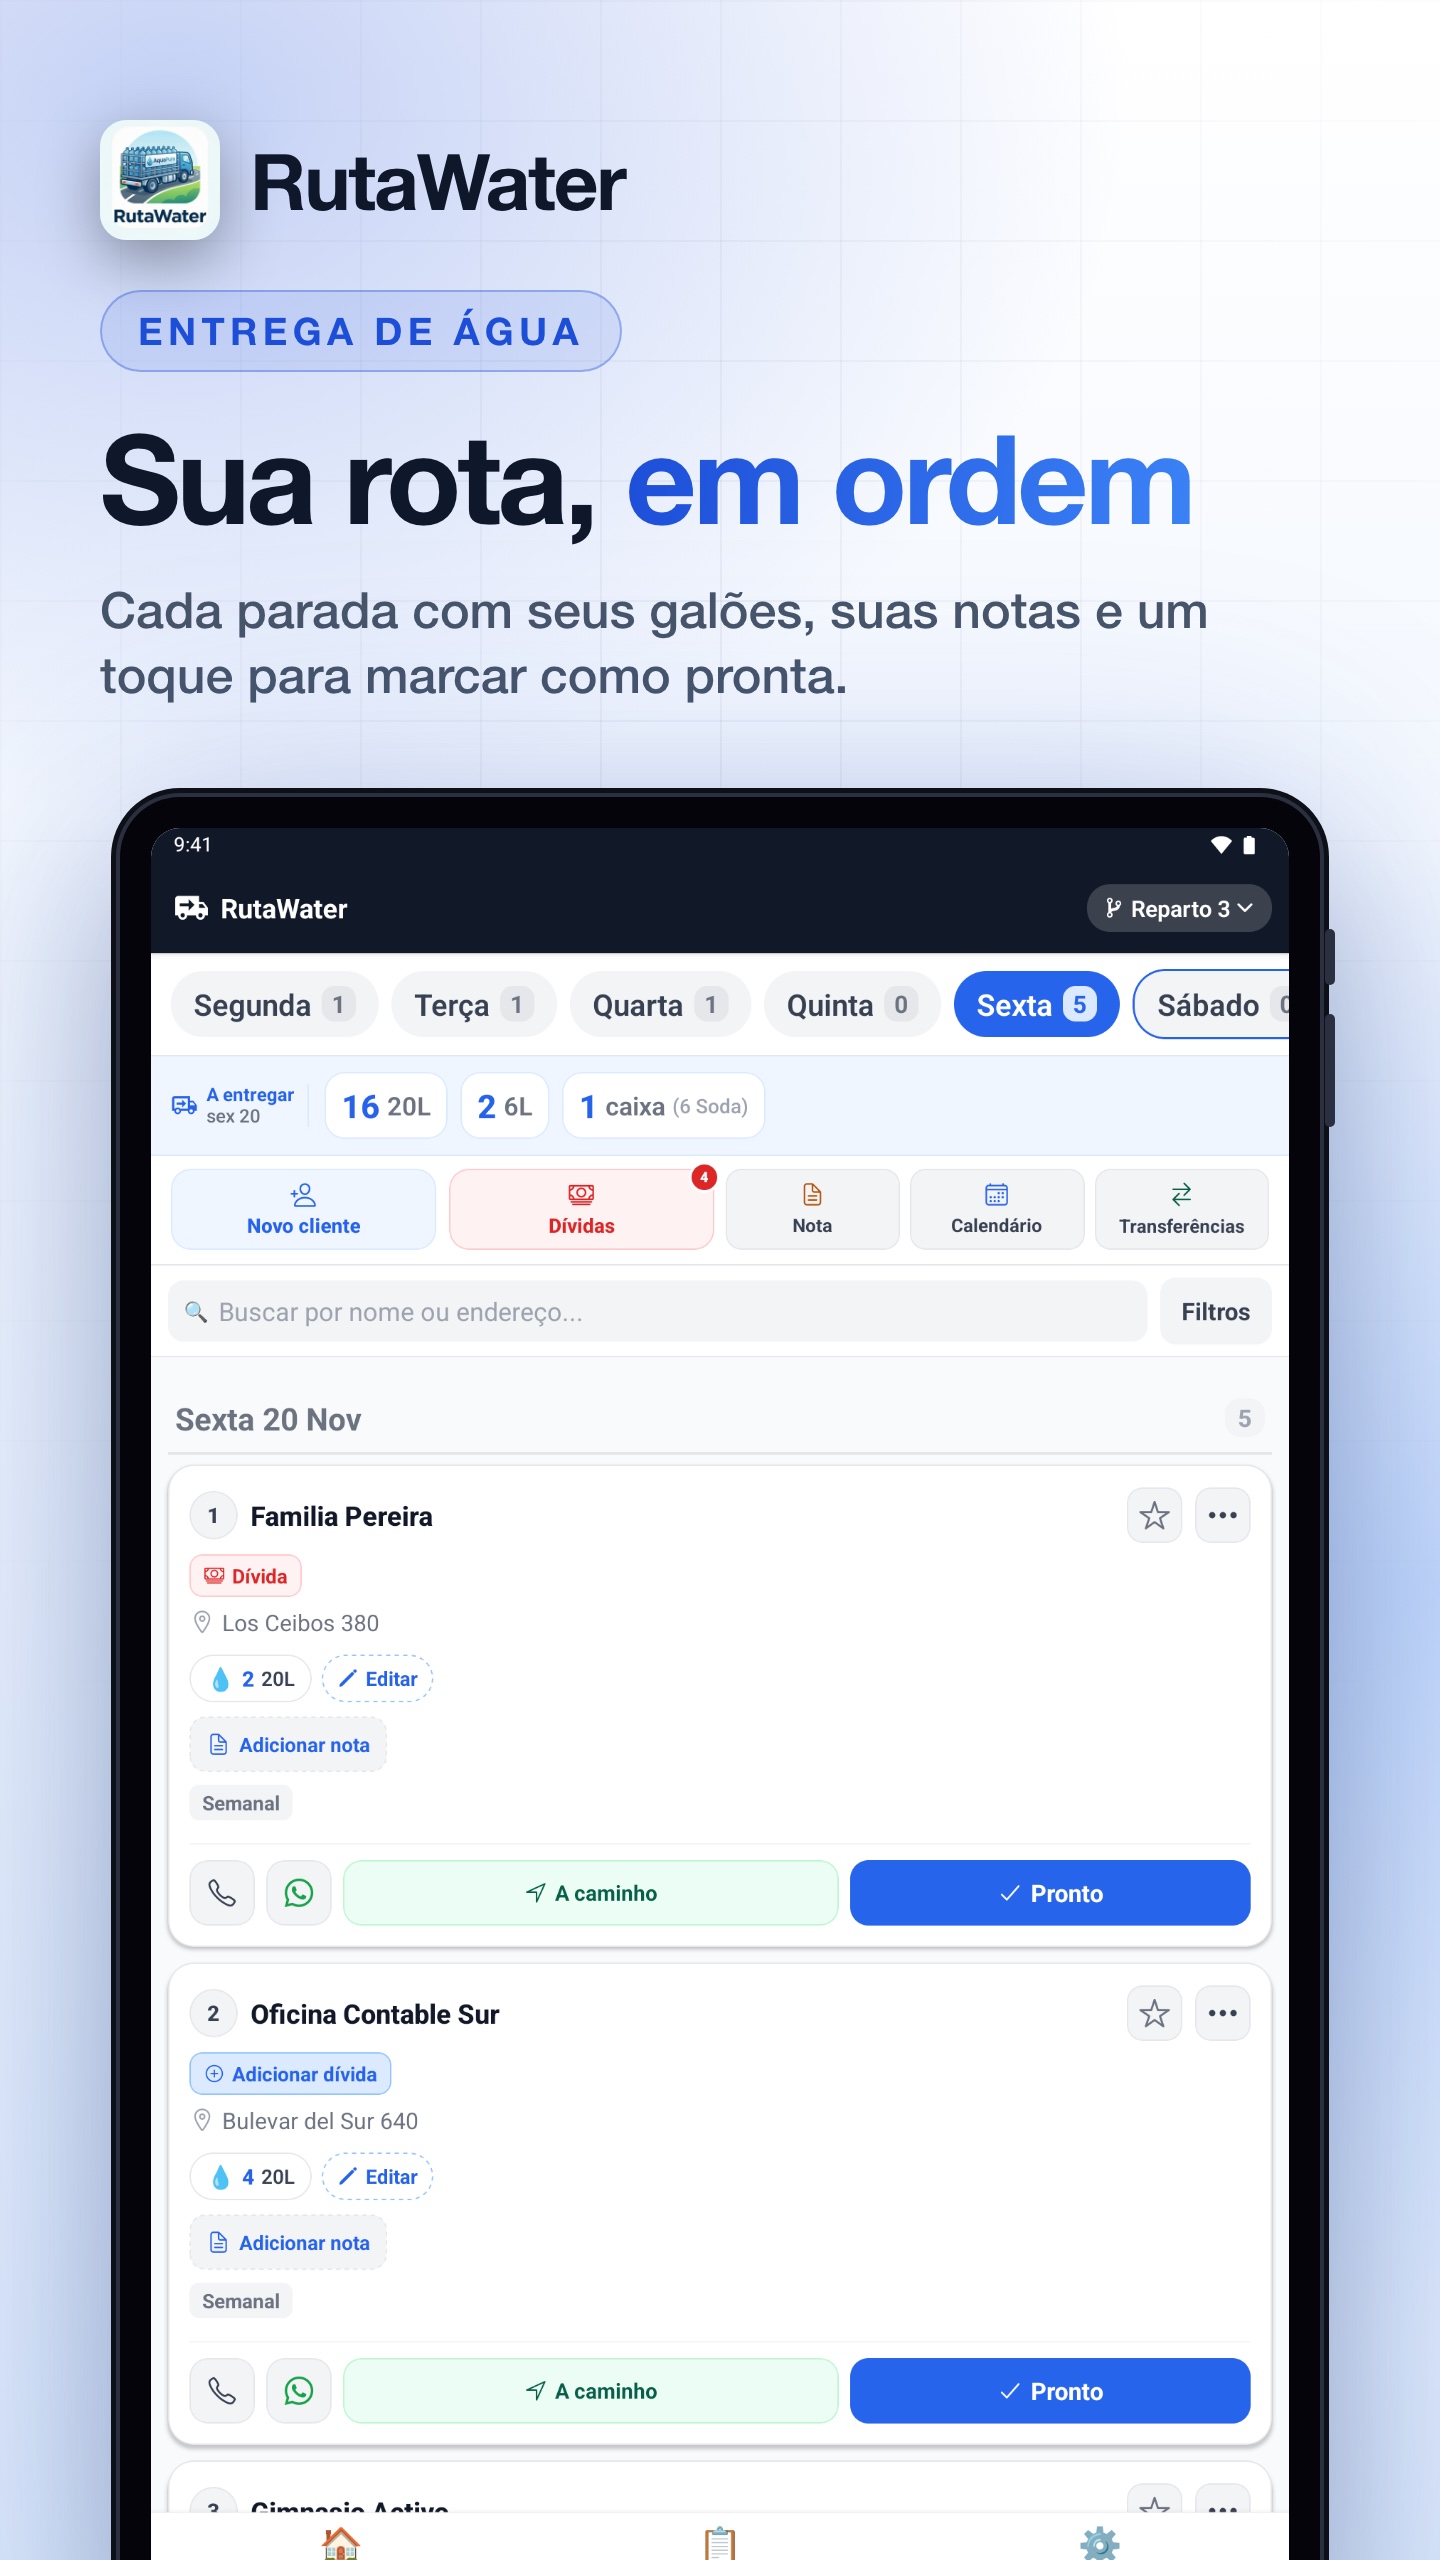 AquaPura
RutaWater
RutaWater
ENTREGA DE ÁGUA
Sua rota, em ordem
Cada parada com seus galões, suas notas e um
toque para marcar como pronta.
9:41
RutaWater
Reparto 3
Segunda 1
Terça 1
Quarta 1
Quinta 0
Sexta 5
Sábado 0
A entregar
sex 20
16 20L
2 6L
1 caixa (6 Soda)
Novo cliente
Dívidas
4
Nota
Calendário
Transferências
Buscar por nome ou endereço...
Filtros
Sexta 20 Nov
5
1 Familia Pereira
Dívida
Los Ceibos 380
2 20L
Editar
Adicionar nota
Semanal
A caminho
Pronto
2 Oficina Contable Sur
Adicionar dívida
Bulevar del Sur 640
4 20L
Editar
Adicionar nota
Semanal
A caminho
Pronto
3 Gimnasio Activo